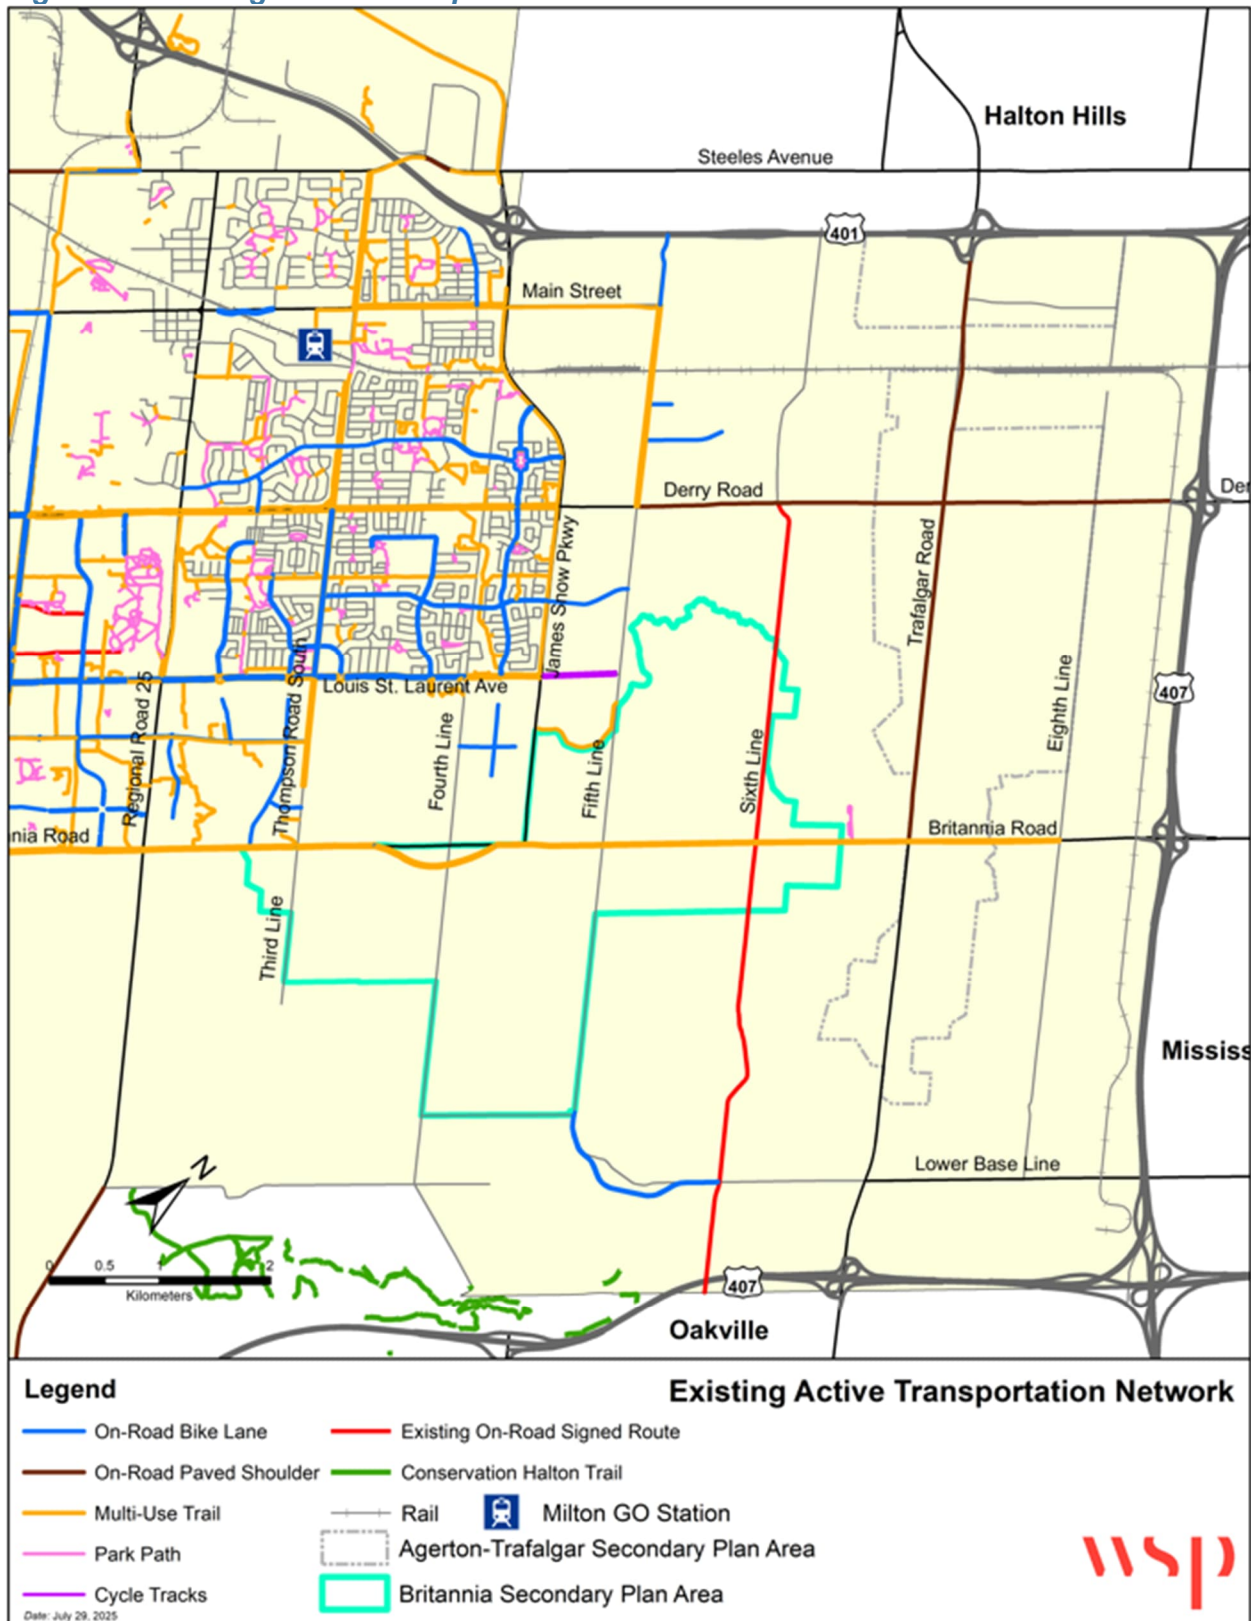 Halton Hills
Steeles Avenue
401
Main Street
Derry Road
James Snow Pkwy
Trafalgar Road
407
Louis St. Laurent Ave
Regional Road 25
Thompson Road South
Fourth Line
Fifth Line
Sixth Line
Eighth Line
nia Road
Britannia Road
Third Line
Mississ
Lower Base Line
N
0 0.5 1 2
Kilometers
407
Oakville
Legend
Existing Active Transportation Network
On-Road Bike Lane
Existing On-Road Signed Route
On-Road Paved Shoulder
Conservation Halton Trail
Multi-Use Trail
Rail
Milton GO Station
Park Path
Agerton-Trafalgar Secondary Plan Area
Cycle Tracks
Britannia Secondary Plan Area
wsp
Date: July 29, 2025